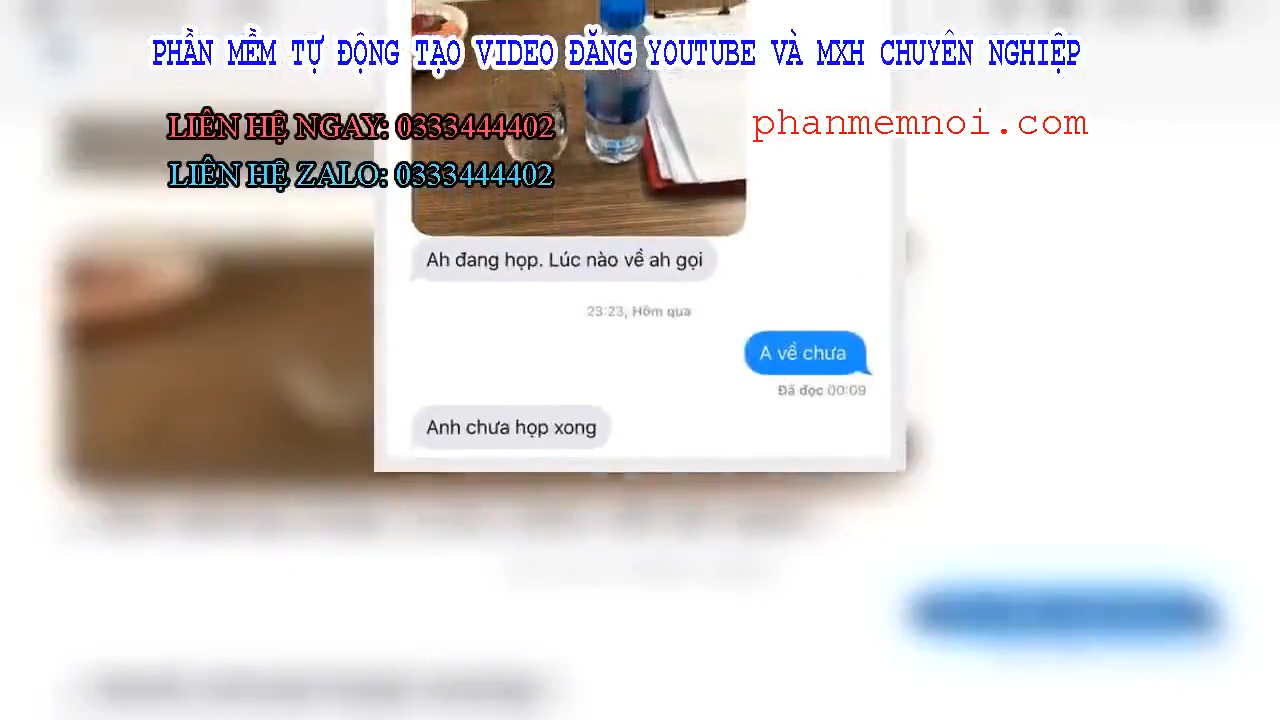 PHẦN MỀM TỰ ĐỘNG TẠO VIDEO ĐĂNG YOUTUBE VÀ MXH CHUYÊN NGHIỆP
LIÊN HỆ NGAY: 0333444402
phanmemnoi.com
LIÊN HỆ ZALO: 0333444402
Ah đang họp. Lúc nào về ah gọi
23:23, Hôm qua
A về chưa
Đã đọc 00:09
Anh chưa họp xong